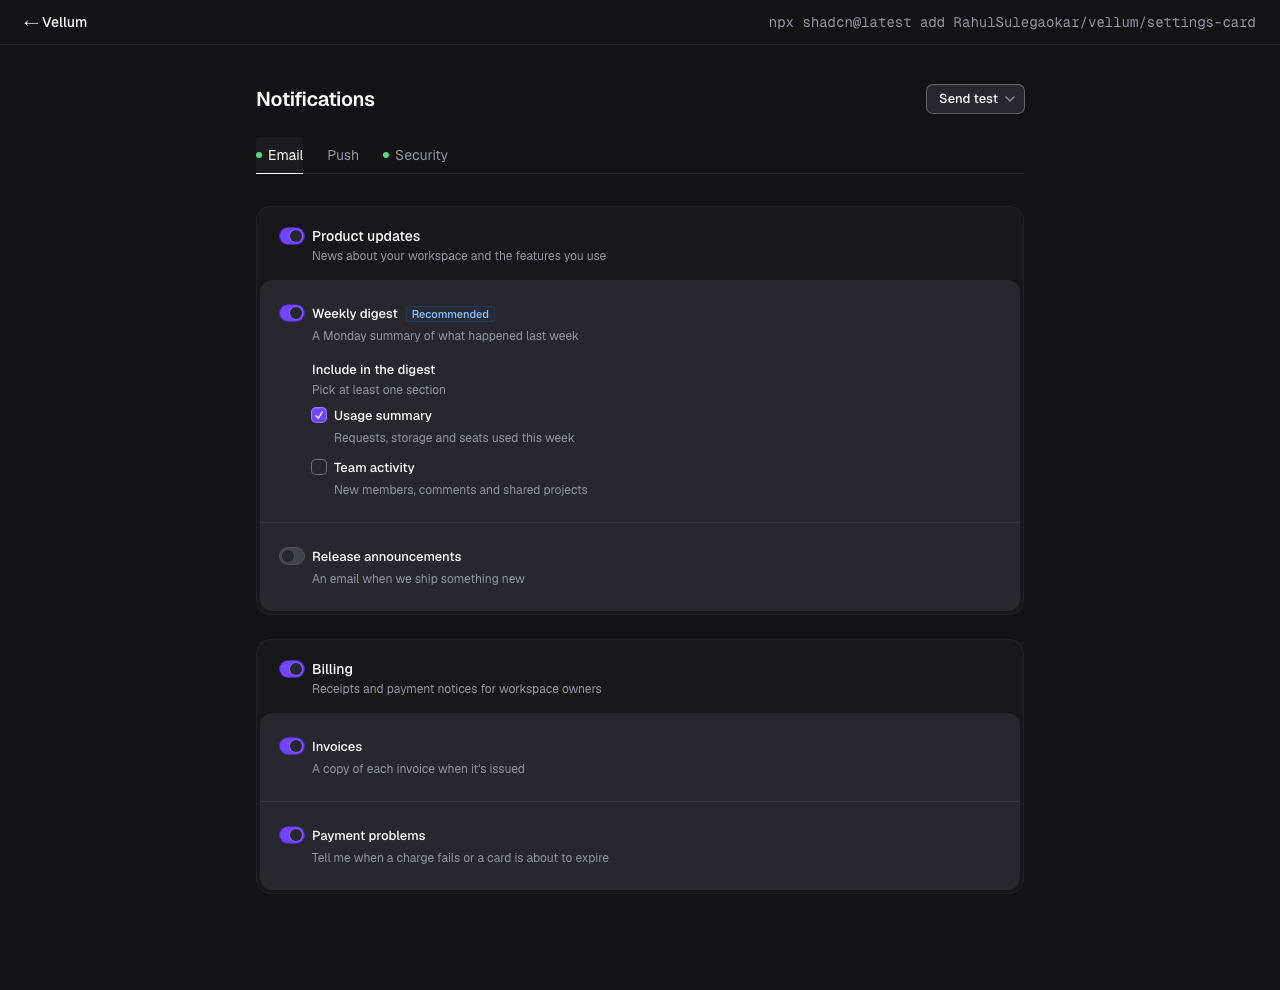 ← Vellum
npx shadcn@latest add RahulSulegaokar/vellum/settings-card
Notifications
Send test
Email
Push
Security
Product updates
News about your workspace and the features you use
Weekly digest
Recommended
A Monday summary of what happened last week
Include in the digest
Pick at least one section
Usage summary
Requests, storage and seats used this week
Team activity
New members, comments and shared projects
Release announcements
An email when we ship something new
Billing
Receipts and payment notices for workspace owners
Invoices
A copy of each invoice when it's issued
Payment problems
Tell me when a charge fails or a card is about to expire